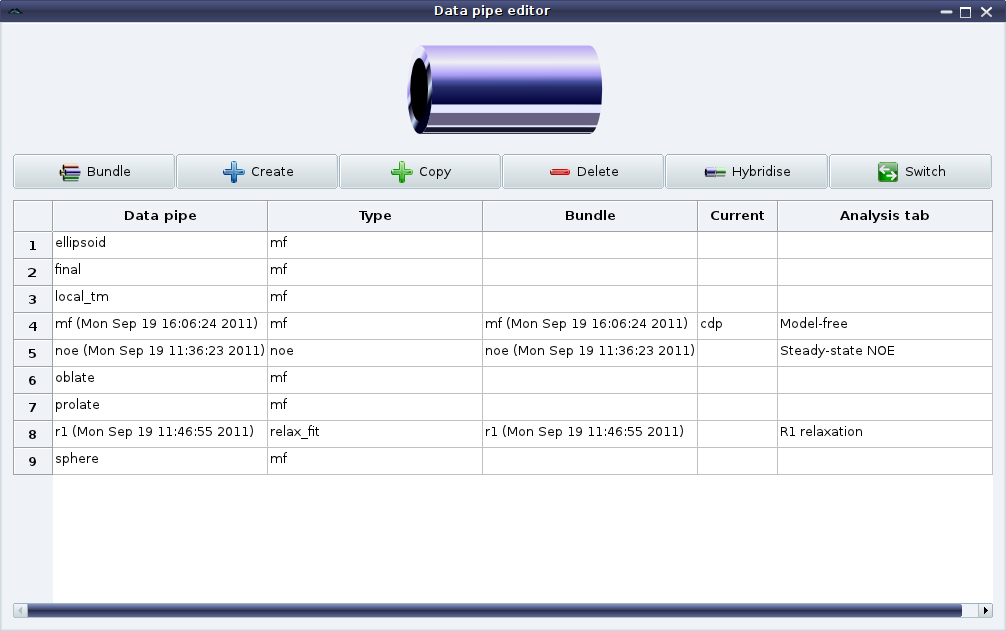 Data pipe editor
Bundle Create Copy Delete Hybridise Switch
Data pipe Type Bundle Current Analysis tab
1 ellipsoid mf
2 final mf
3 local_tm mf
4 mf (Mon Sep 19 16:06:24 2011) mf mf (Mon Sep 19 16:06:24 2011) cdp Model-free
5 noe (Mon Sep 19 11:36:23 2011) noe noe (Mon Sep 19 11:36:23 2011) Steady-state NOE
6 oblate mf
7 prolate mf
8 r1 (Mon Sep 19 11:46:55 2011) relax_fit r1 (Mon Sep 19 11:46:55 2011) R1 relaxation
9 sphere mf